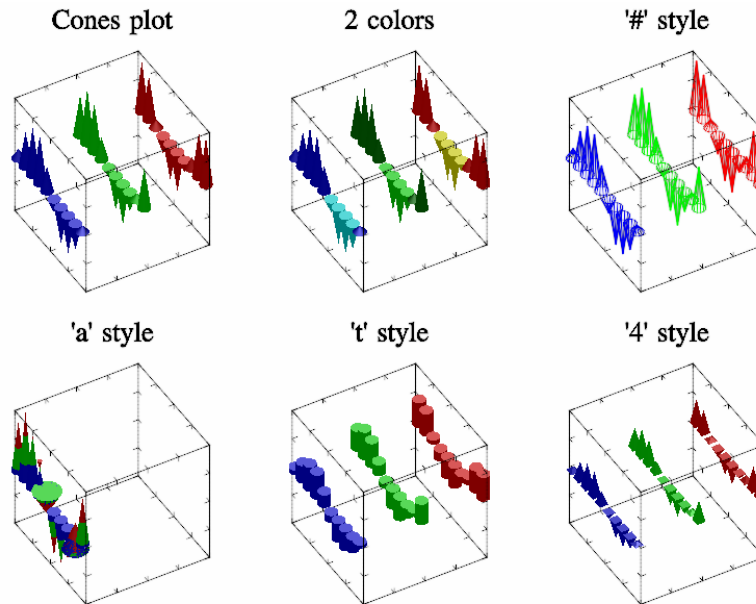 Cones plot
2 colors
'#' style
'a' style
't' style
'4' style